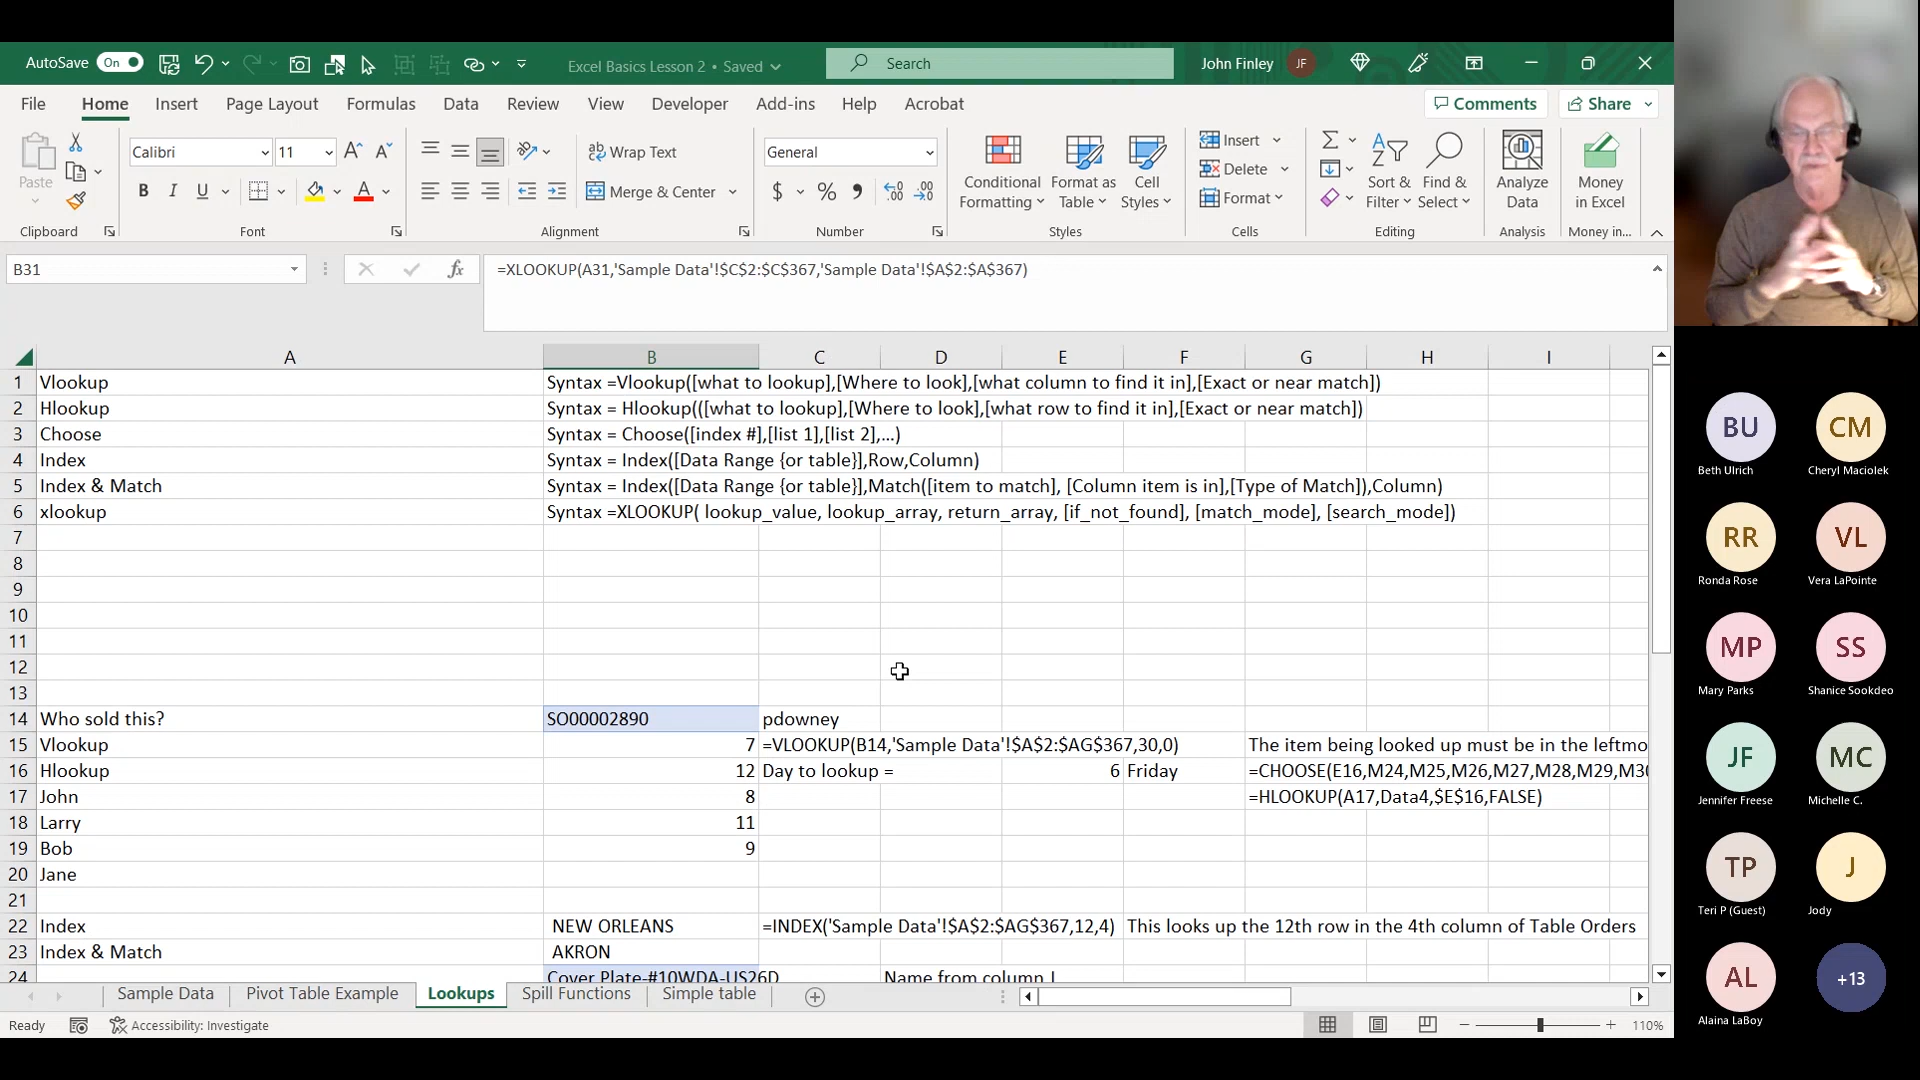 AutoSave On Excel Basics Lesson 2 • Saved Search John Finley JF
File Home Insert Page Layout Formulas Data Review View Developer Add-ins Help Acrobat Comments Share
Paste
Clipboard
Calibri 11
B I U A
Font
Wrap Text
Merge & Center
Alignment
General
$ %
Number
Conditional Formatting
Format as Table
Cell Styles
Styles
Insert
Delete
Format
Cells
Sort & Filter
Find & Select
Editing
Analyze Data
Analysis
Money in Excel
Money in...
B31 fx =XLOOKUP(A31,'Sample Data'!$C$2:$C$367,'Sample Data'!$A$2:$A$367)
A B C D E F G H I
1 Vlookup Syntax =Vlookup([what to lookup],[Where to look],[what column to find it in],[Exact or near match])
2 Hlookup Syntax = Hlookup(([what to lookup],[Where to look],[what row to find it in],[Exact or near match])
3 Choose Syntax = Choose([index #],[list 1],[list 2],...)
4 Index Syntax = Index([Data Range {or table}],Row,Column)
5 Index & Match Syntax = Index([Data Range {or table}],Match([item to match], [Column item is in],[Type of Match]),Column)
6 xlookup Syntax =XLOOKUP( lookup_value, lookup_array, return_array, [if_not_found], [match_mode], [search_mode])
7
8
9
10
11
12
13
14 Who sold this? SO00002890 pdowney
15 Vlookup 7 =VLOOKUP(B14,'Sample Data'!$A$2:$AG$367,30,0) The item being looked up must be in the leftmo
16 Hlookup 12 Day to lookup = 6 Friday =CHOOSE(E16,M24,M25,M26,M27,M28,M29,M30
17 John 8 =HLOOKUP(A17,Data4,$E$16,FALSE)
18 Larry 11
19 Bob 9
20 Jane
21
22 Index NEW ORLEANS =INDEX('Sample Data'!$A$2:$AG$367,12,4) This looks up the 12th row in the 4th column of Table Orders
23 Index & Match AKRON
24 Cover Plate-#10WDA-US26D Name from column J
Sample Data Pivot Table Example Lookups Spill Functions Simple table
Ready Accessibility: Investigate 110%
BU CM
Beth Ulrich Cheryl Maciolek
RR VL
Ronda Rose Vera LaPointe
MP SS
Mary Parks Shanice Sookdeo
JF MC
Jennifer Freese Michelle C.
TP J
Teri P (Guest) Jody
AL +13
Alaina LaBoy